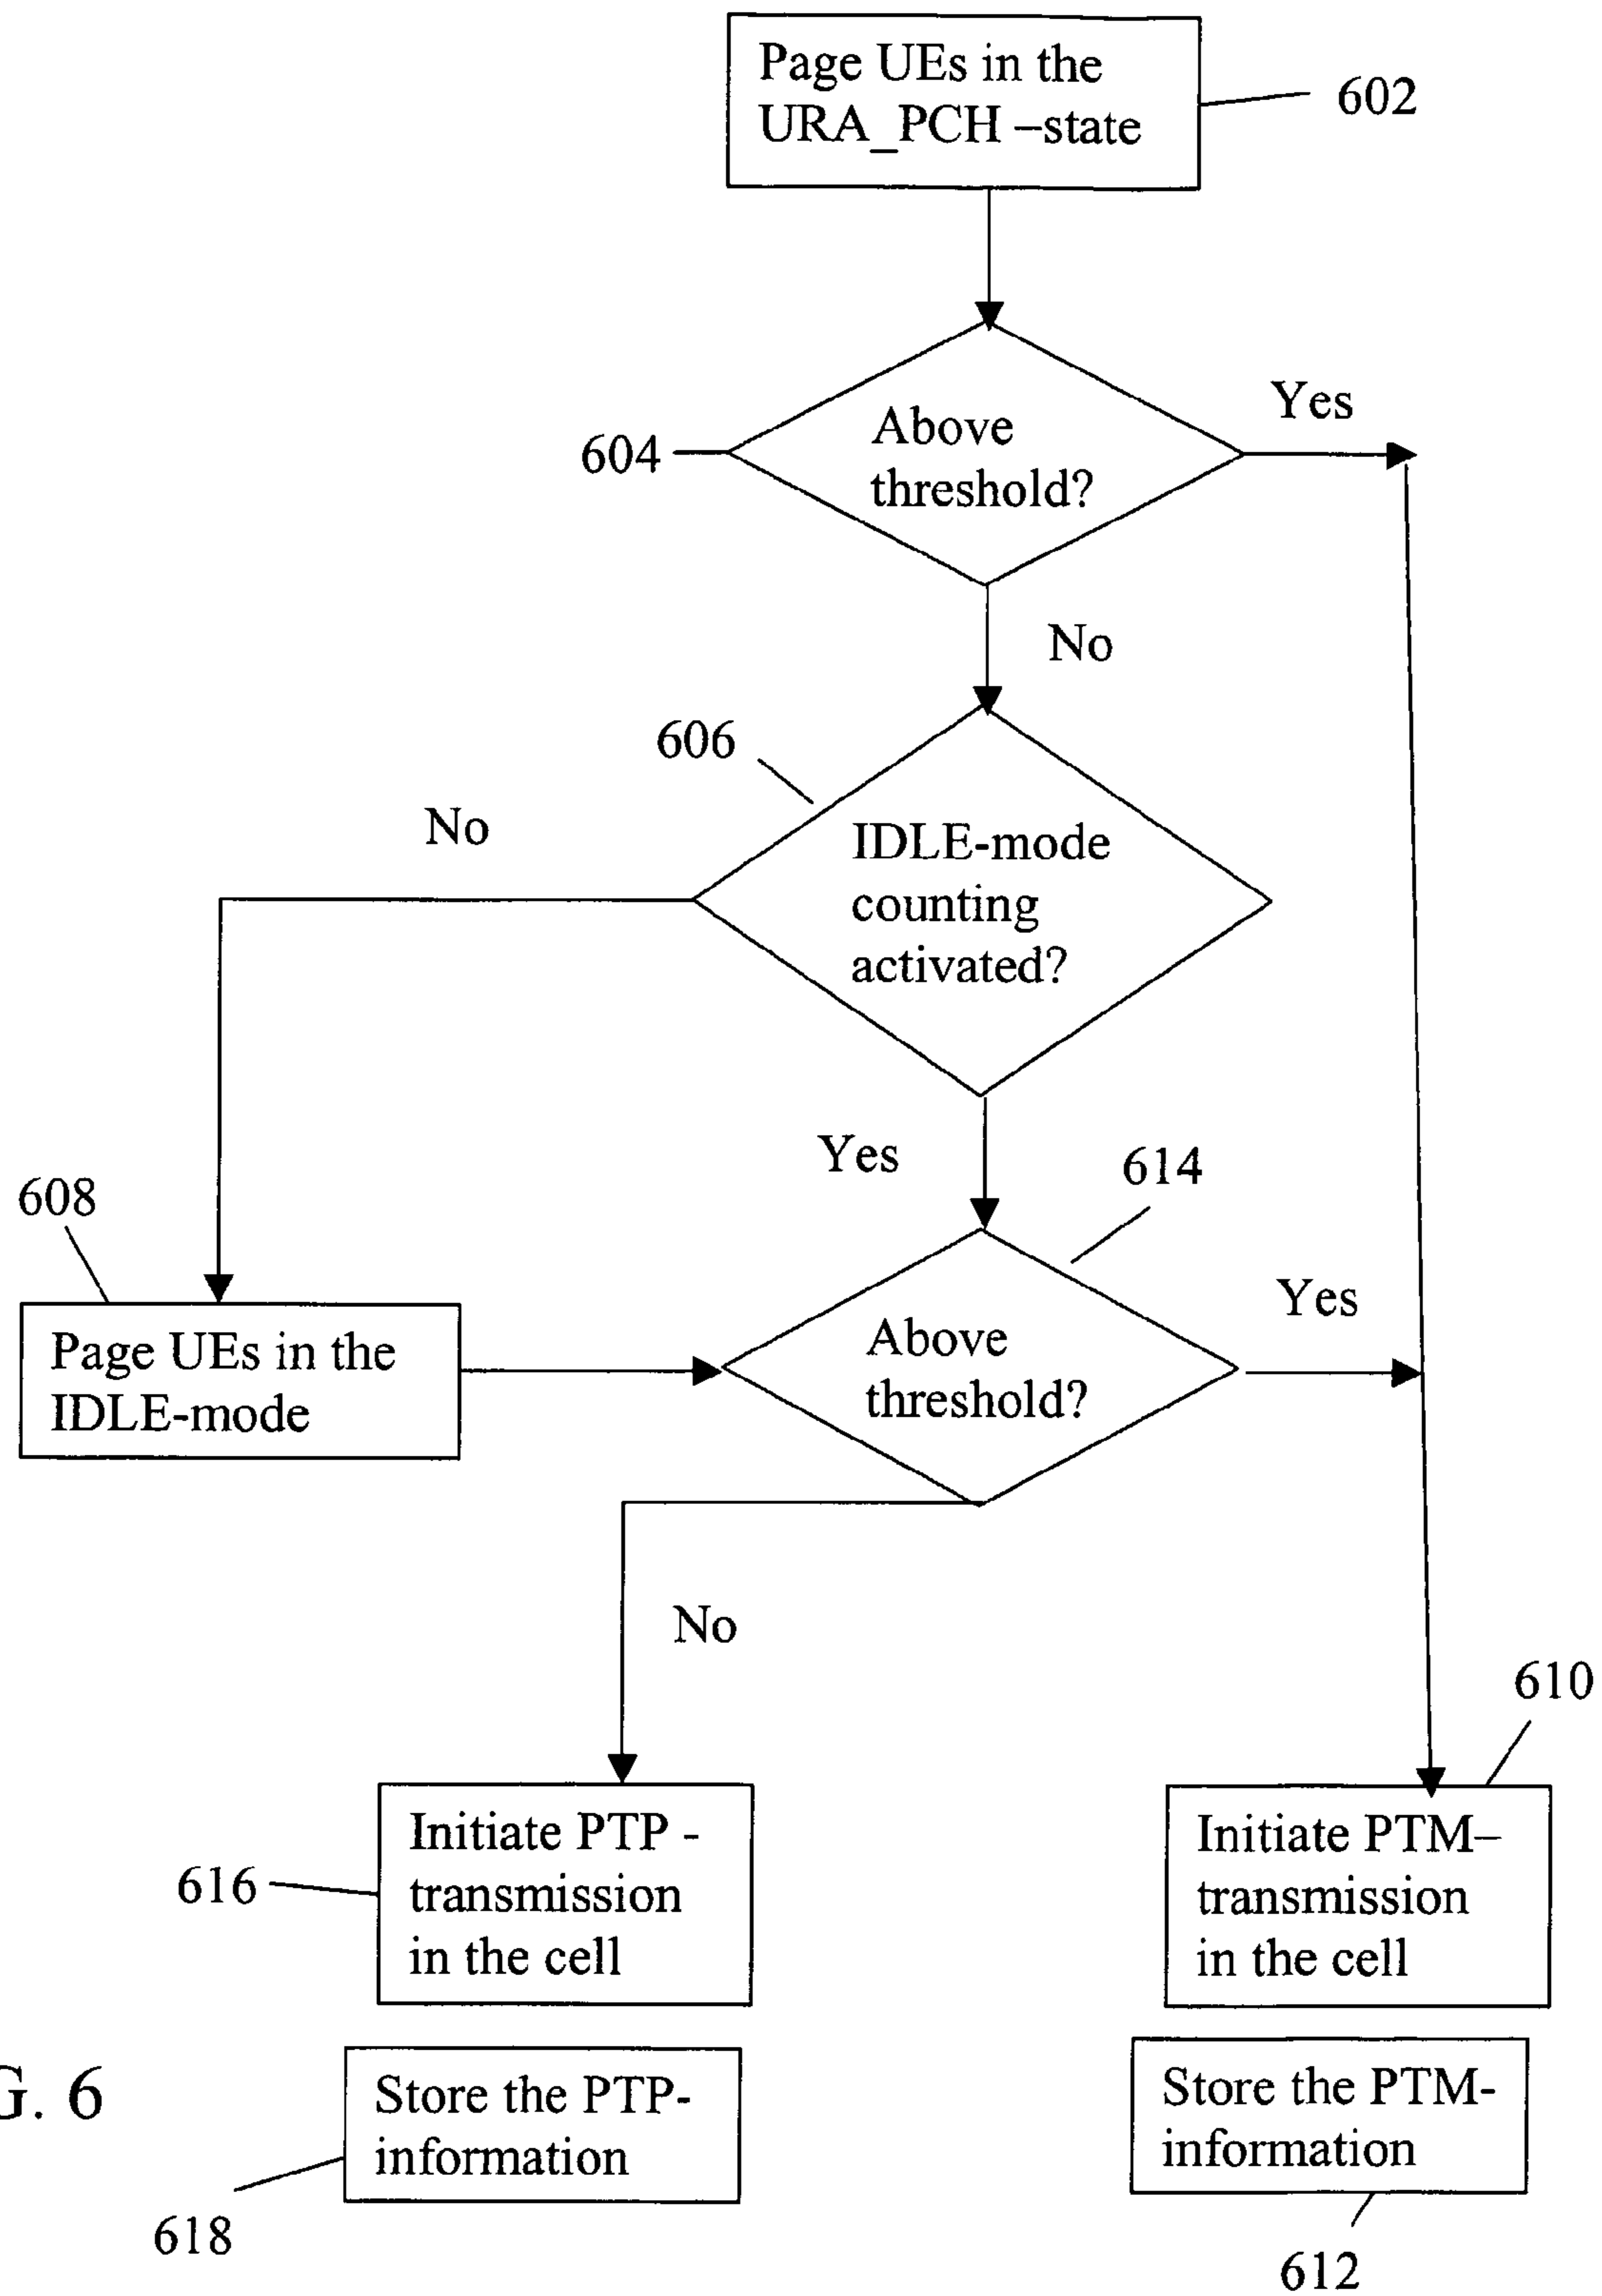 Page UEs in the
URA_PCH –state
602
Above
threshold?
604
Yes
No
606
IDLE-mode
counting
activated?
No
Yes
614
608
Page UEs in the
IDLE-mode
Above
threshold?
Yes
No
610
Initiate PTP -
transmission
in the cell
616
Initiate PTM–
transmission
in the cell
G. 6
Store the PTP-
information
618
Store the PTM-
information
612